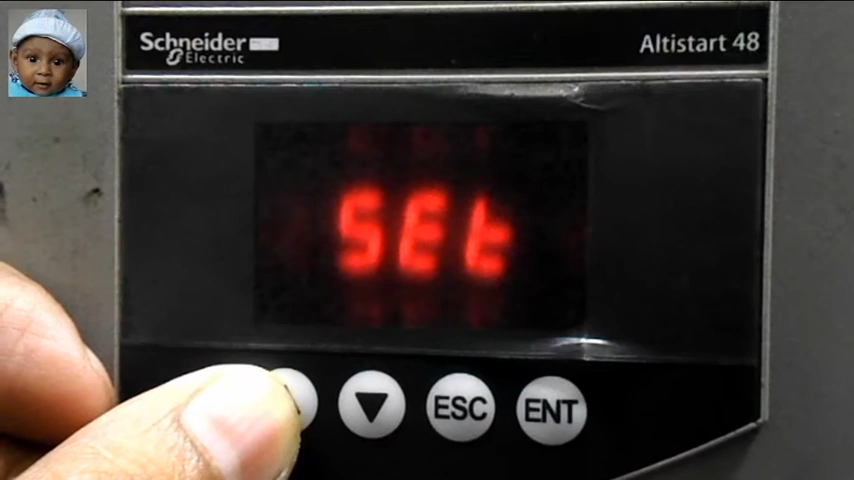 Schneider
Electric
Altistart 48
SEt
ESC
ENT